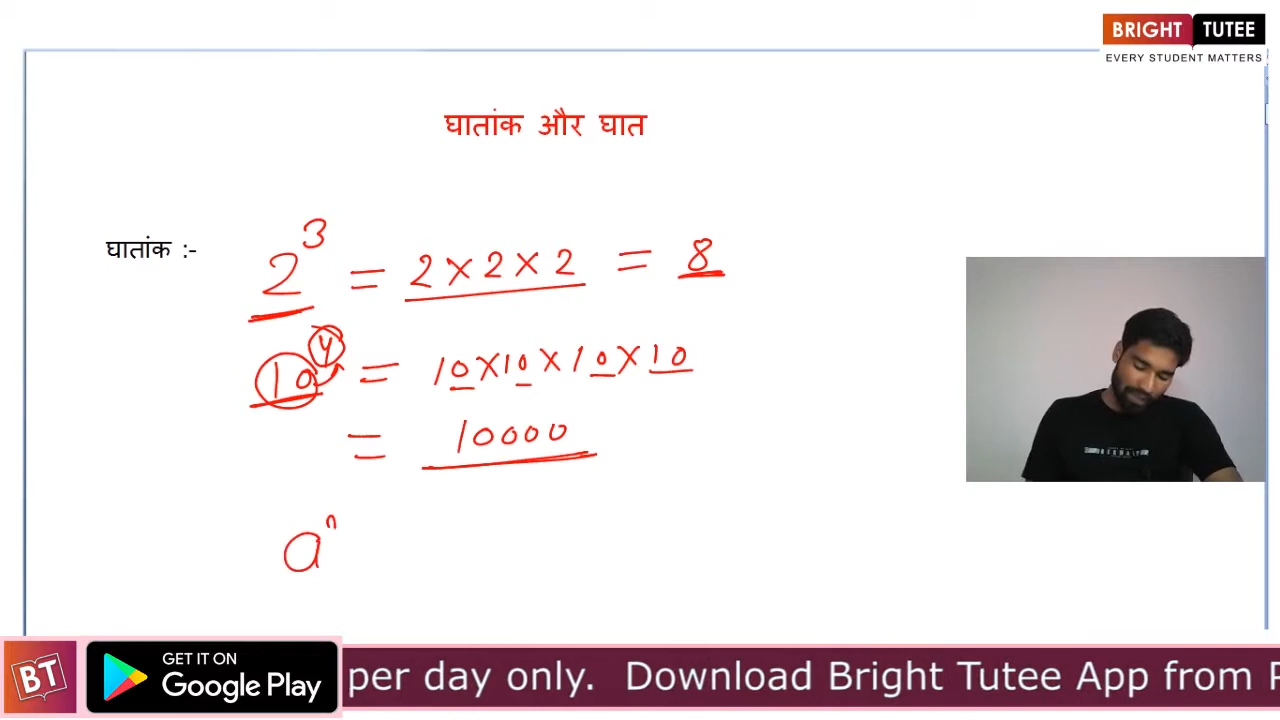 BRIGHT TUTEE
EVERY STUDENT MATTERS
घातांक और घात
घातांक :- 2³ = 2 × 2 × 2 = 8
10⁴ = 10 × 10 × 10 × 10
= 10000
aⁿ
BT GET IT ON
Google Play
per day only. Download Bright Tutee App from P